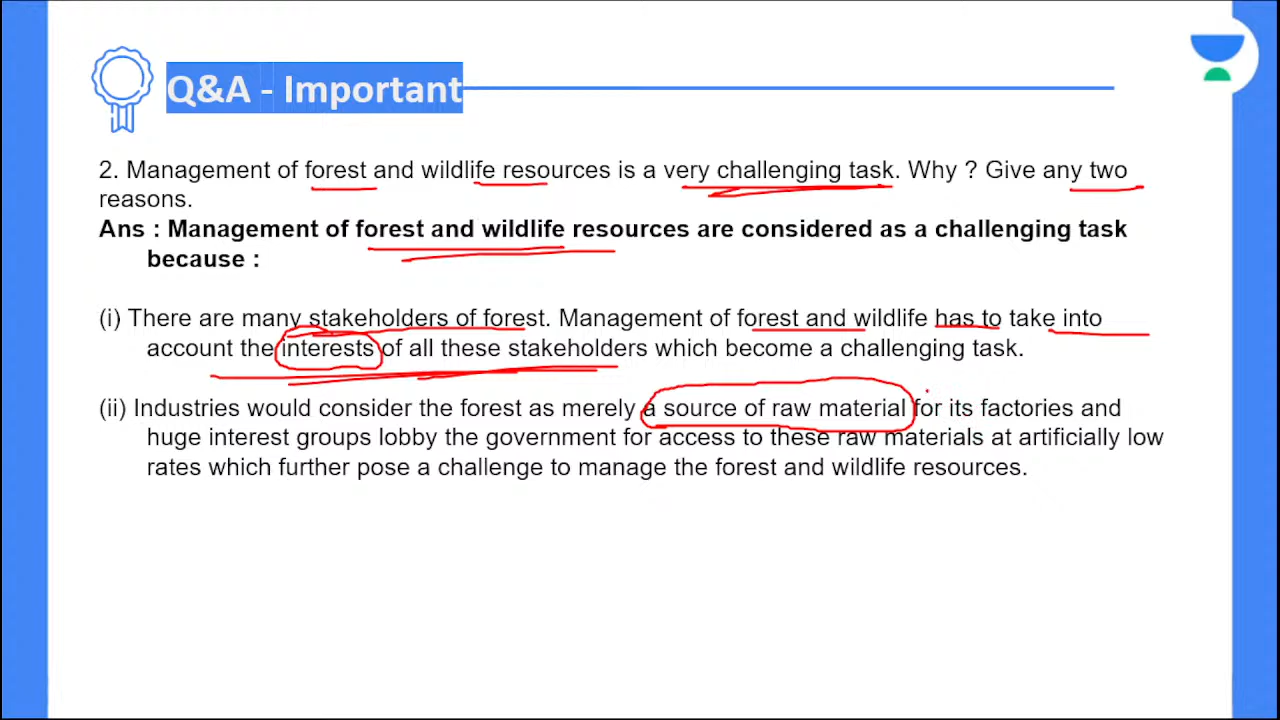 Q&A - Important
2. Management of forest and wildlife resources is a very challenging task. Why ? Give any two
reasons.
Ans : Management of forest and wildlife resources are considered as a challenging task
because :
(i) There are many stakeholders of forest. Management of forest and wildlife has to take into
account the interests of all these stakeholders which become a challenging task.
(ii) Industries would consider the forest as merely a source of raw material for its factories and
huge interest groups lobby the government for access to these raw materials at artificially low
rates which further pose a challenge to manage the forest and wildlife resources.